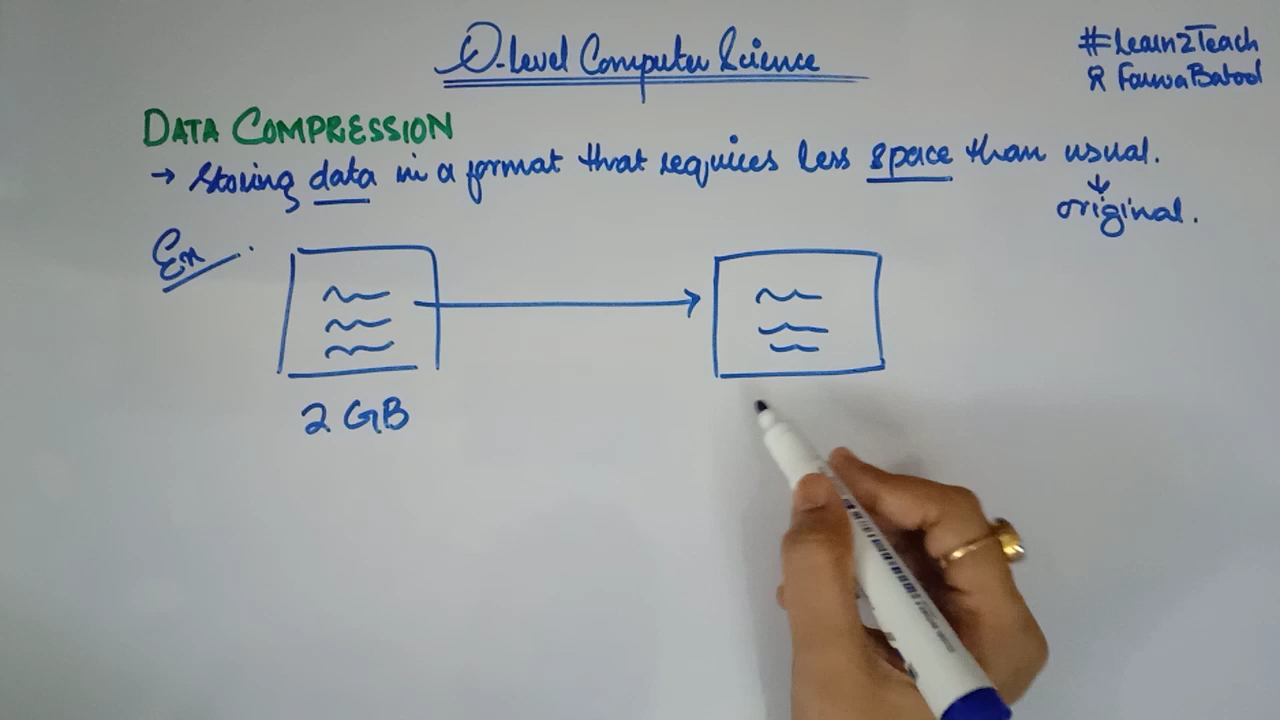 O-Level Computer Science
#Learn2Teach
FarwaBatool
DATA COMPRESSION
→ Storing data in a format that requires less space than usual.
↓
original.
Ex.
2 GB